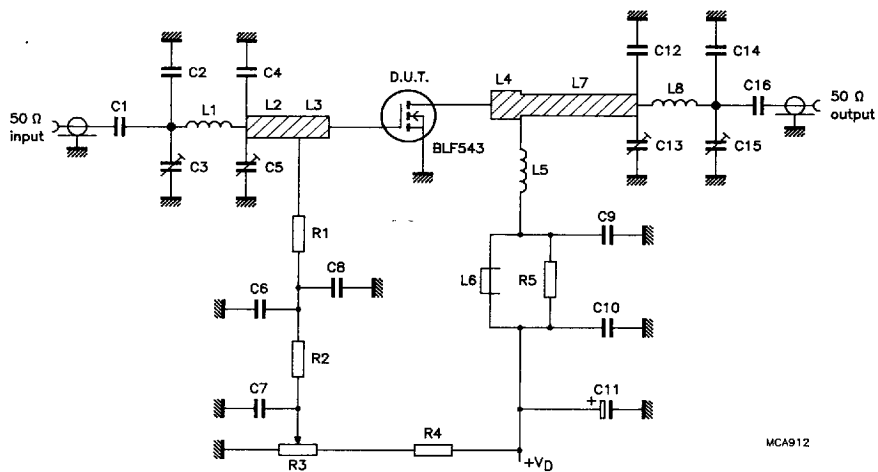 C2
C4
C12
C14
D.U.T.
L4
L7
L8
C16
50 Ω
input
C1
L1
L2
L3
50 Ω
output
C3
C5
BLF543
C13
C15
L5
R1
C9
C8
L6
R5
C6
C10
R2
C7
C11
+
R4
R3
+VD
MCA912